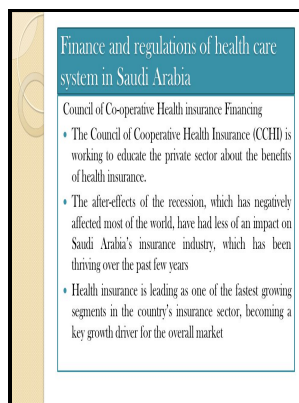 Finance and regulations of health care
system in Saudi Arabia
Council of Co-operative Health insurance Financing
• The Council of Cooperative Health Insurance (CCHI) is
working to educate the private sector about the benefits
of health insurance.
• The after-effects of the recession, which has negatively
affected most of the world, have had less of an impact on
Saudi Arabia's insurance industry, which has been
thriving over the past few years
• Health insurance is leading as one of the fastest growing
segments in the country's insurance sector, becoming a
key growth driver for the overall market